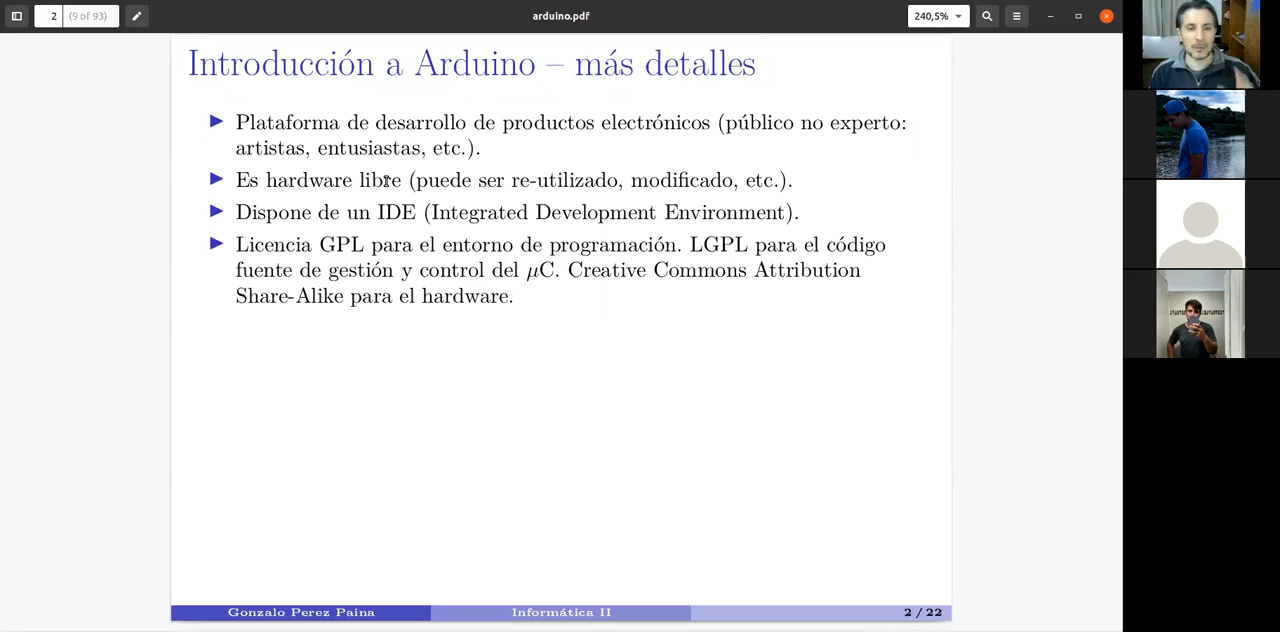 2
(9 of 93)
arduino.pdf
240,5%
Introducción a Arduino – más detalles
Plataforma de desarrollo de productos electrónicos (público no experto:
artistas, entusiastas, etc.).
Es hardware libre (puede ser re-utilizado, modificado, etc.).
Dispone de un IDE (Integrated Development Environment).
Licencia GPL para el entorno de programación. LGPL para el código
fuente de gestión y control del μC. Creative Commons Attribution
Share-Alike para el hardware.
Gonzalo Perez Paina
Informática II
2 / 22